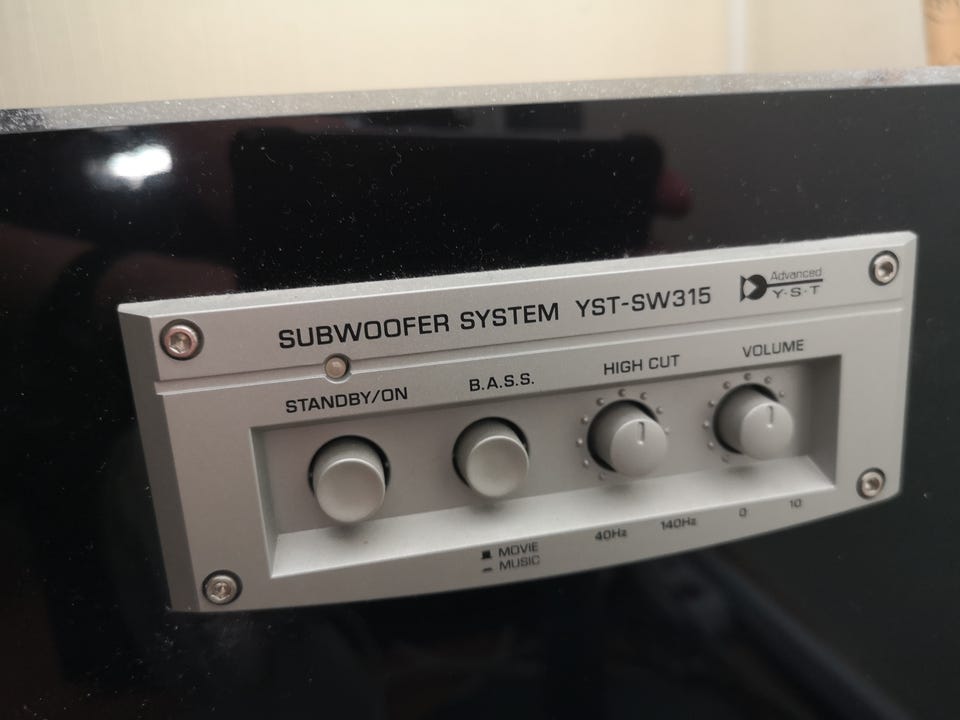 SUBWOOFER SYSTEM YST-SW315
Advanced
Y-S-T
STANDBY/ON
B.A.S.S.
HIGH CUT
VOLUME
MOVIE
MUSIC
40Hz 140Hz
0 10